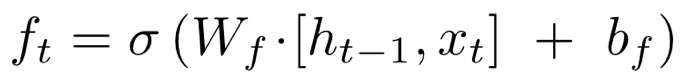 f_t = σ (W_f · [h_{t−1}, x_t] + b_f)